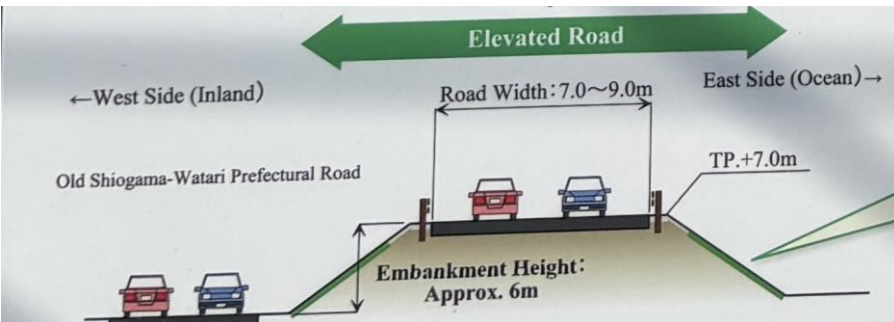 Elevated Road
←West Side (Inland)
Road Width:7.0～9.0m
East Side (Ocean)→
Old Shiogama-Watari Prefectural Road
TP.+7.0m
Embankment Height:
Approx. 6m